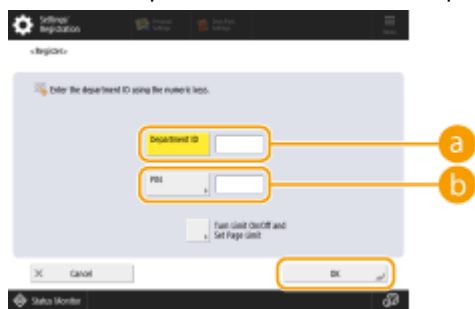 Settings/
Registration
Menu
<Register>
Enter the department ID using the numeric keys.
Department ID
a
PIN
b
Turn Limit On/Off and
Set Page Limit
Cancel
OK
Status Monitor